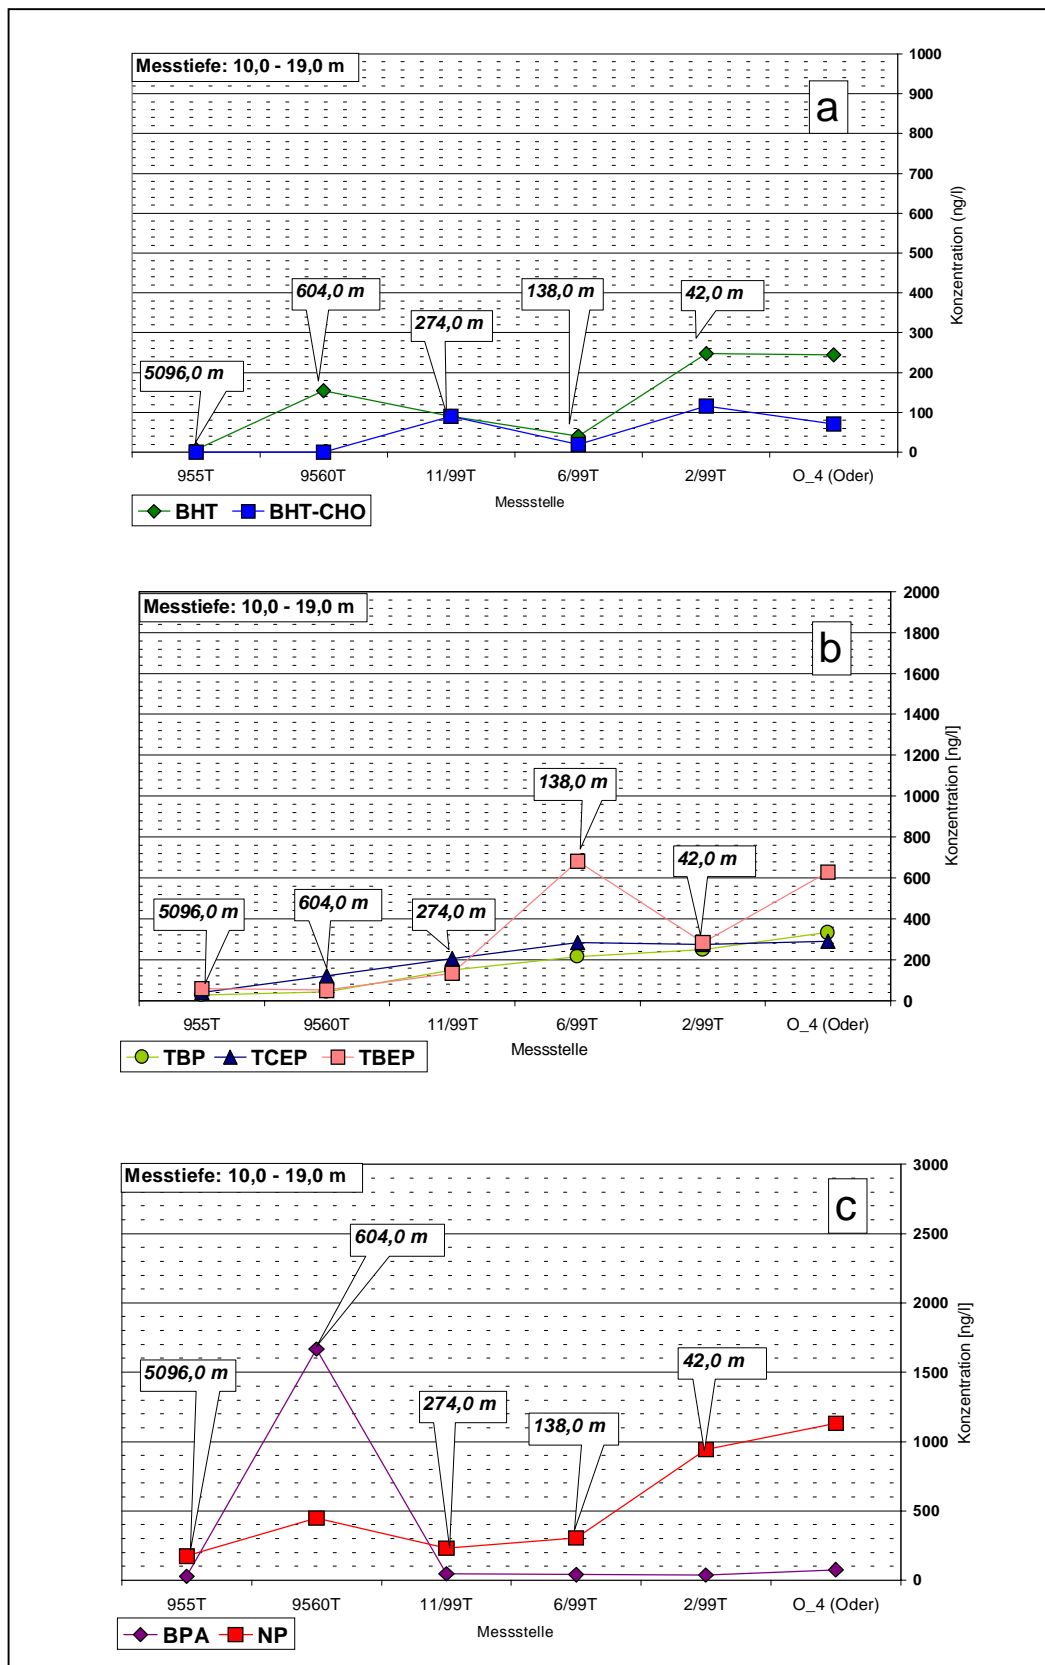 Messtiefe: 10,0 - 19,0 m
a
1000
900
800
700
600
500
400
300
200
100
0
Konzentration (ng/l)
5096,0 m
604,0 m
274,0 m
138,0 m
42,0 m
955T 9560T 11/99T 6/99T 2/99T O_4 (Oder)
Messstelle
BHT BHT-CHO
Messtiefe: 10,0 - 19,0 m
b
2000
1800
1600
1400
1200
1000
800
600
400
200
0
Konzentration [ng/l]
5096,0 m
604,0 m
274,0 m
138,0 m
42,0 m
955T 9560T 11/99T 6/99T 2/99T O_4 (Oder)
Messstelle
TBP TCEP TBEP
Messtiefe: 10,0 - 19,0 m
c
3000
2500
2000
1500
1000
500
0
Konzentration [ng/l]
5096,0 m
604,0 m
274,0 m
138,0 m
42,0 m
955T 9560T 11/99T 6/99T 2/99T O_4 (Oder)
Messstelle
BPA NP